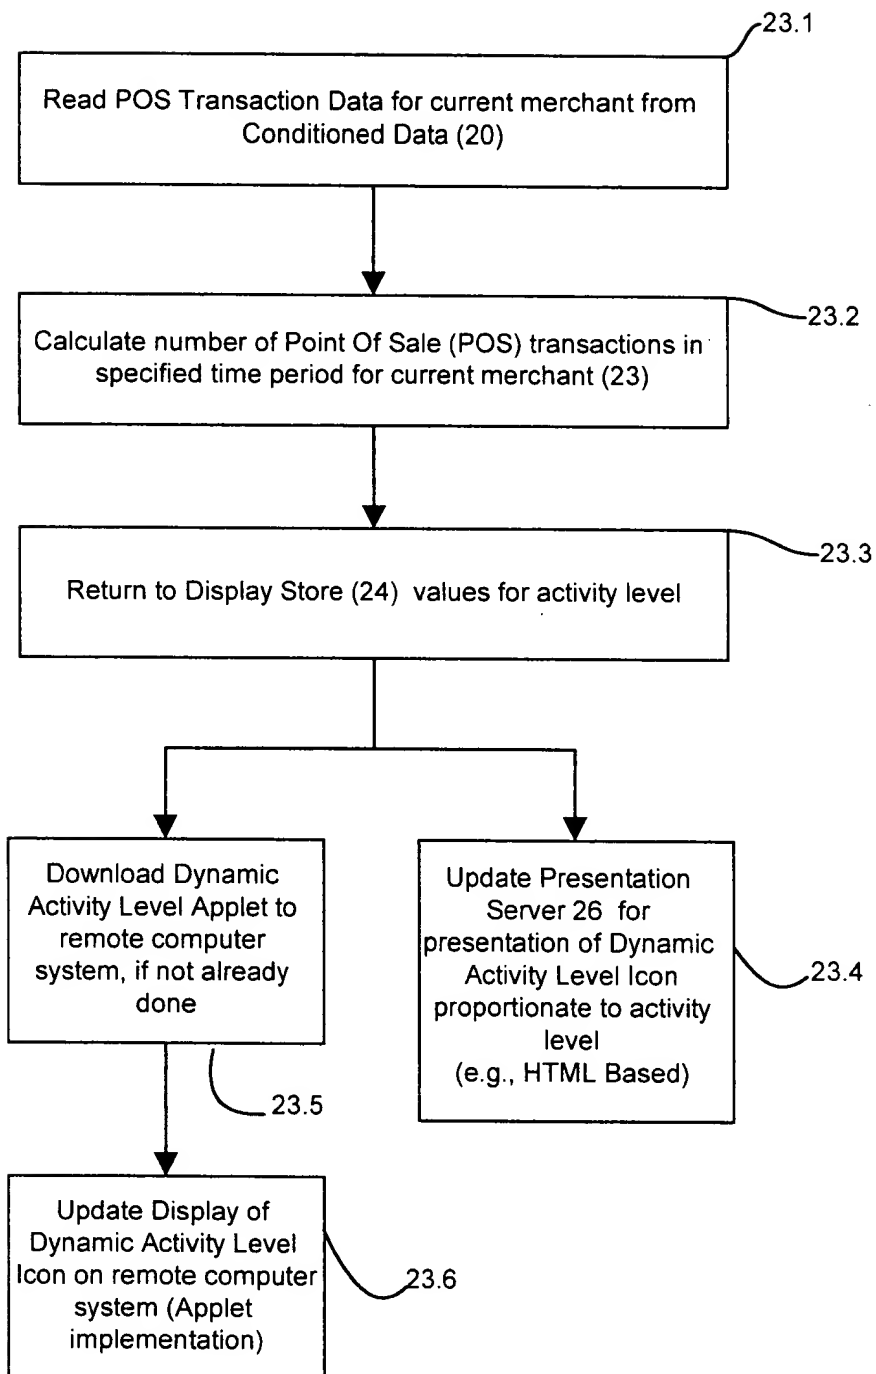 23.1
Read POS Transaction Data for current merchant from
Conditioned Data (20)
23.2
Calculate number of Point Of Sale (POS) transactions in
specified time period for current merchant (23)
23.3
Return to Display Store (24) values for activity level
Download Dynamic
Activity Level Applet to
remote computer
system, if not already
done
23.5
Update Presentation
Server 26 for
presentation of Dynamic
Activity Level Icon
proportionate to activity
level
(e.g., HTML Based)
23.4
Update Display of
Dynamic Activity Level
Icon on remote computer
system (Applet
implementation)
23.6